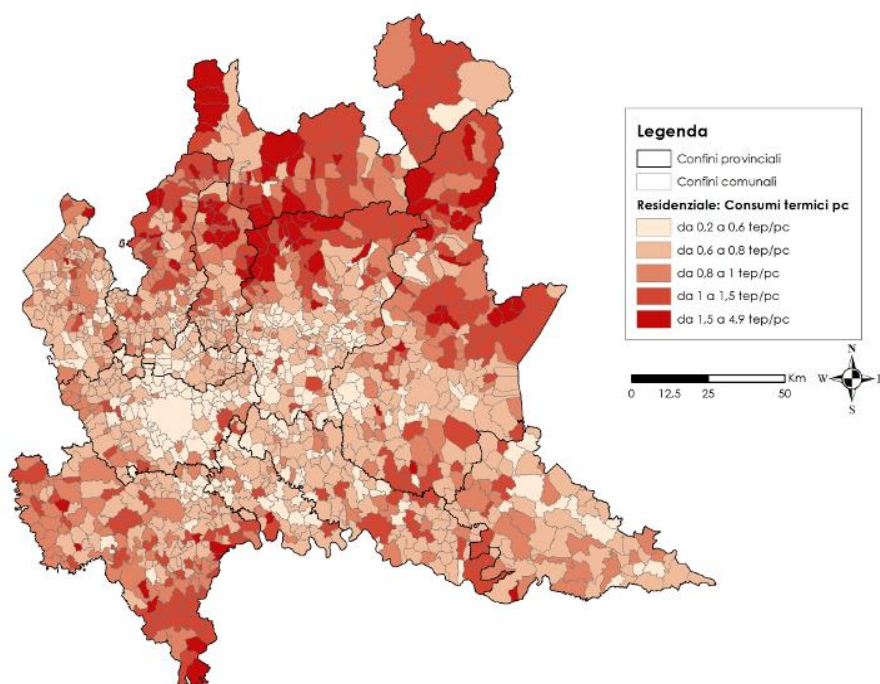 Legenda
Confini provinciali
Confini comunali
Residenziale: Consumi termici pc
da 0,2 a 0,6 tep/pc
da 0,6 a 0,8 tep/pc
da 0,8 a 1 tep/pc
da 1 a 1,5 tep/pc
da 1,5 a 4,9 tep/pc
N
W E
S
Km
0 12,5 25 50